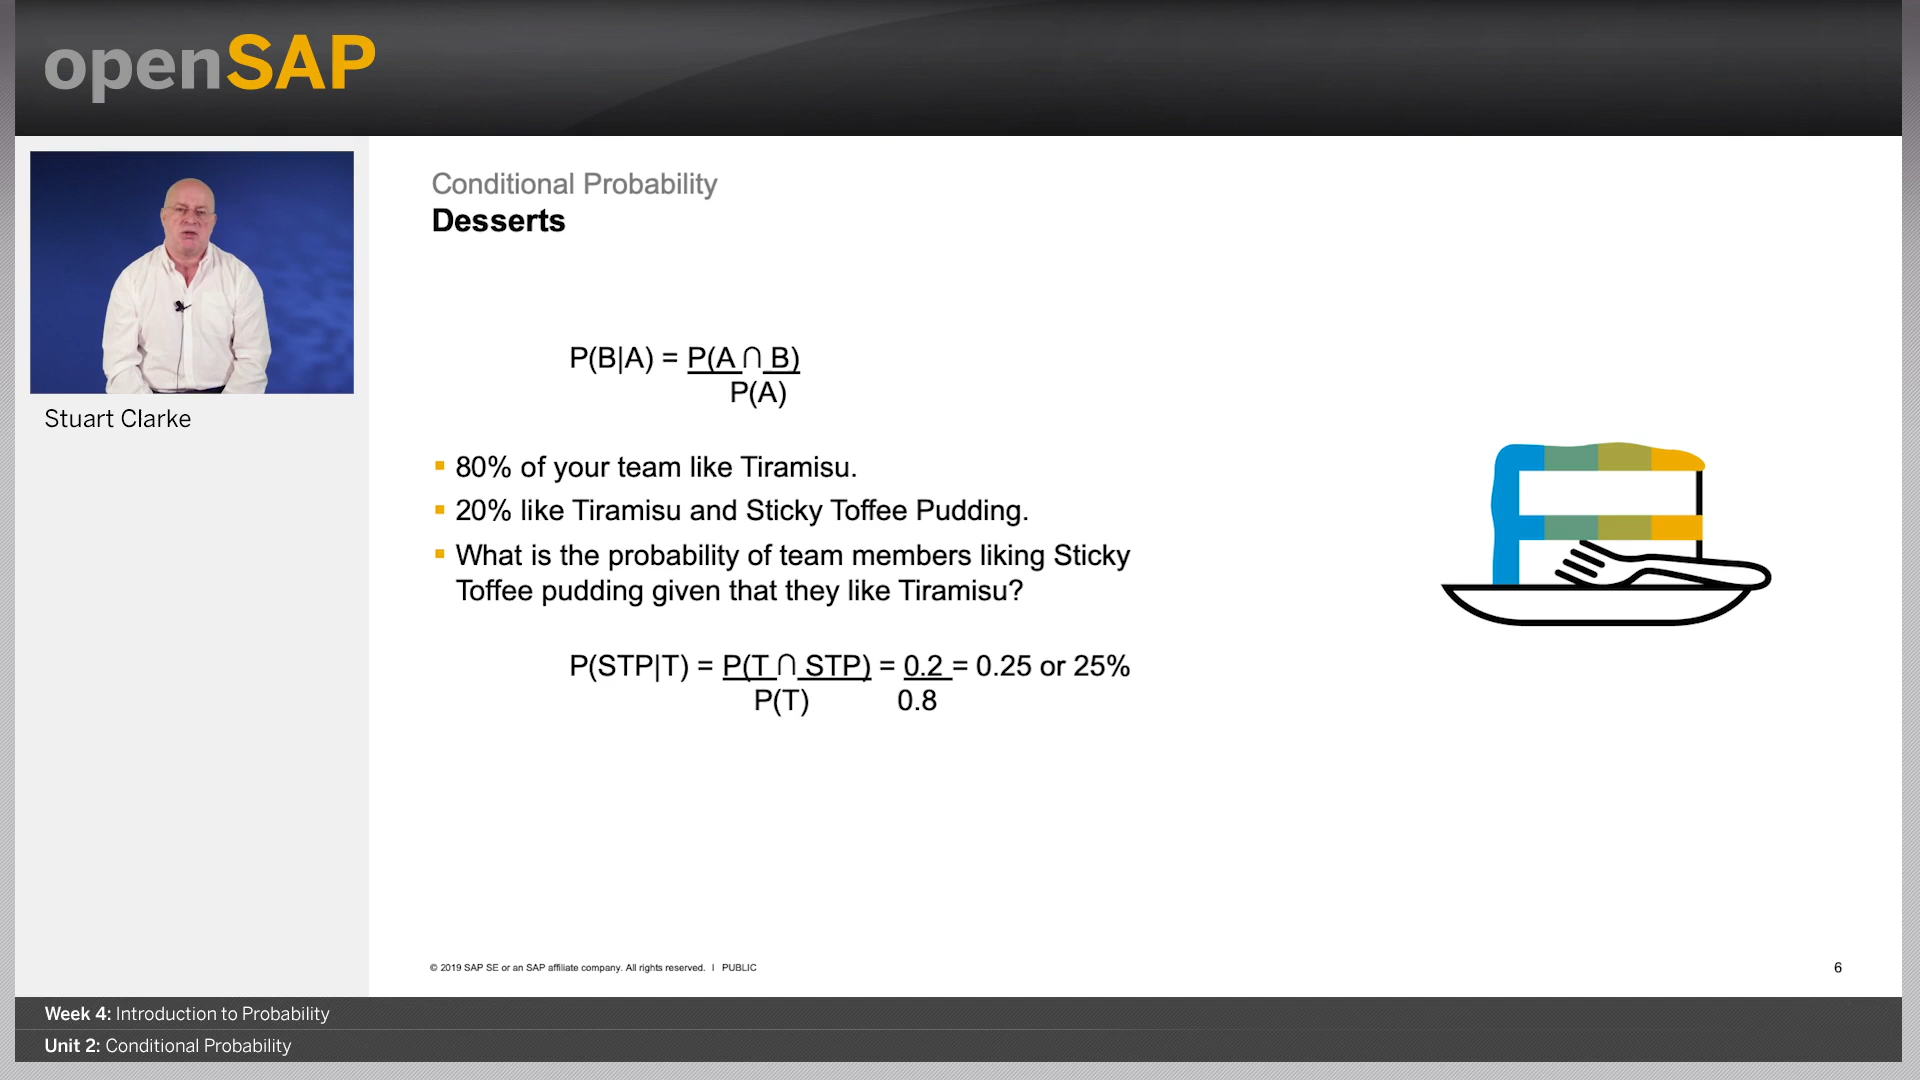 openSAP
Stuart Clarke
Conditional Probability
Desserts
P(B|A) = P(A ∩ B)
P(A)
80% of your team like Tiramisu.
20% like Tiramisu and Sticky Toffee Pudding.
What is the probability of team members liking Sticky
Toffee pudding given that they like Tiramisu?
P(STP|T) = P(T ∩ STP) = 0.2 = 0.25 or 25%
P(T) 0.8
© 2019 SAP SE or an SAP affiliate company. All rights reserved. | PUBLIC
6
Week 4: Introduction to Probability
Unit 2: Conditional Probability